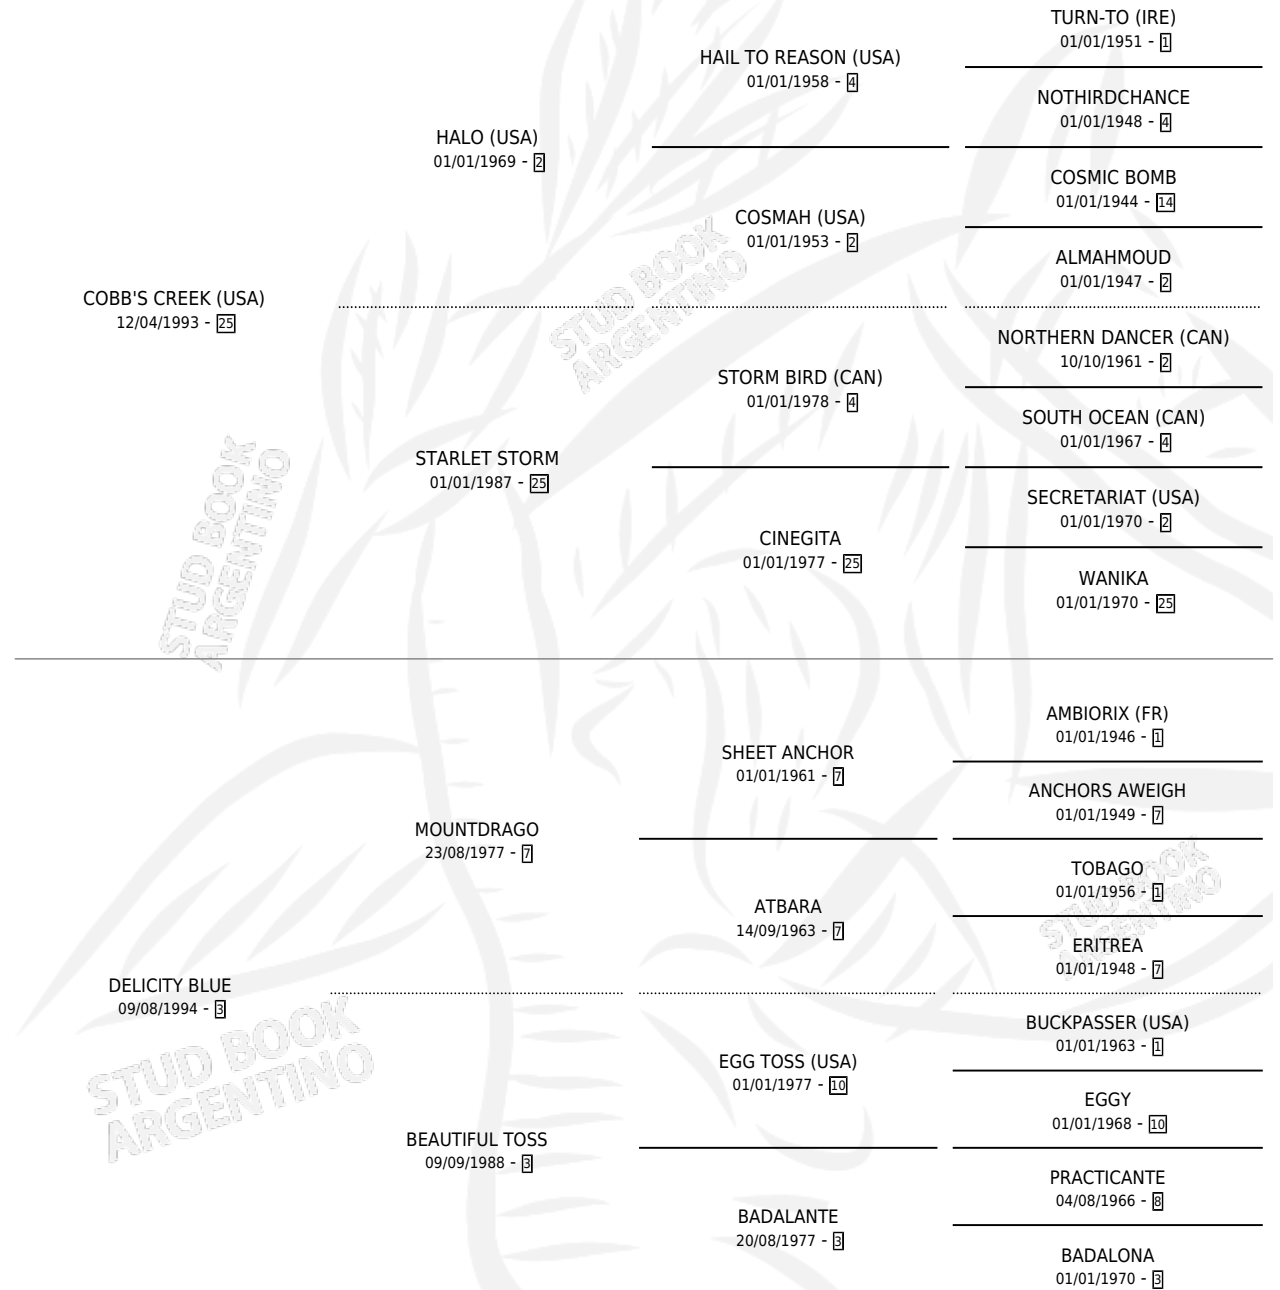 TURN-TO (IRE)
01/01/1951 - 1
HAIL TO REASON (USA)
01/01/1958 - 4
NOTHIRDCHANCE
01/01/1948 - 4
HALO (USA)
01/01/1969 - 2
COSMIC BOMB
01/01/1944 - 14
COSMAH (USA)
01/01/1953 - 2
ALMAHMOUD
01/01/1947 - 2
COBB'S CREEK (USA)
12/04/1993 - 25
STUD BOOK
ARGENTINO
NORTHERN DANCER (CAN)
10/10/1961 - 2
STORM BIRD (CAN)
01/01/1978 - 4
SOUTH OCEAN (CAN)
01/01/1967 - 4
STARLET STORM
01/01/1987 - 25
SECRETARIAT (USA)
01/01/1970 - 2
CINEGITA
01/01/1977 - 25
WANIKA
01/01/1970 - 25
STUD BOOK
ARGENTINO
AMBIORIX (FR)
01/01/1946 - 1
SHEET ANCHOR
01/01/1961 - 7
ANCHORS AWEIGH
01/01/1949 - 7
MOUNTDRAGO
23/08/1977 - 7
TOBAGO
01/01/1956 - 1
ATBARA
14/09/1963 - 7
STUD BOOK
ARGENTINO
ERITREA
01/01/1948 - 7
DELICITY BLUE
09/08/1994 - 3
BUCKPASSER (USA)
01/01/1963 - 1
EGG TOSS (USA)
01/01/1977 - 10
STUD BOOK
ARGENTINO
EGGY
01/01/1968 - 10
BEAUTIFUL TOSS
09/09/1988 - 3
PRACTICANTE
04/08/1966 - 8
BADALANTE
20/08/1977 - 3
BADALONA
01/01/1970 - 3